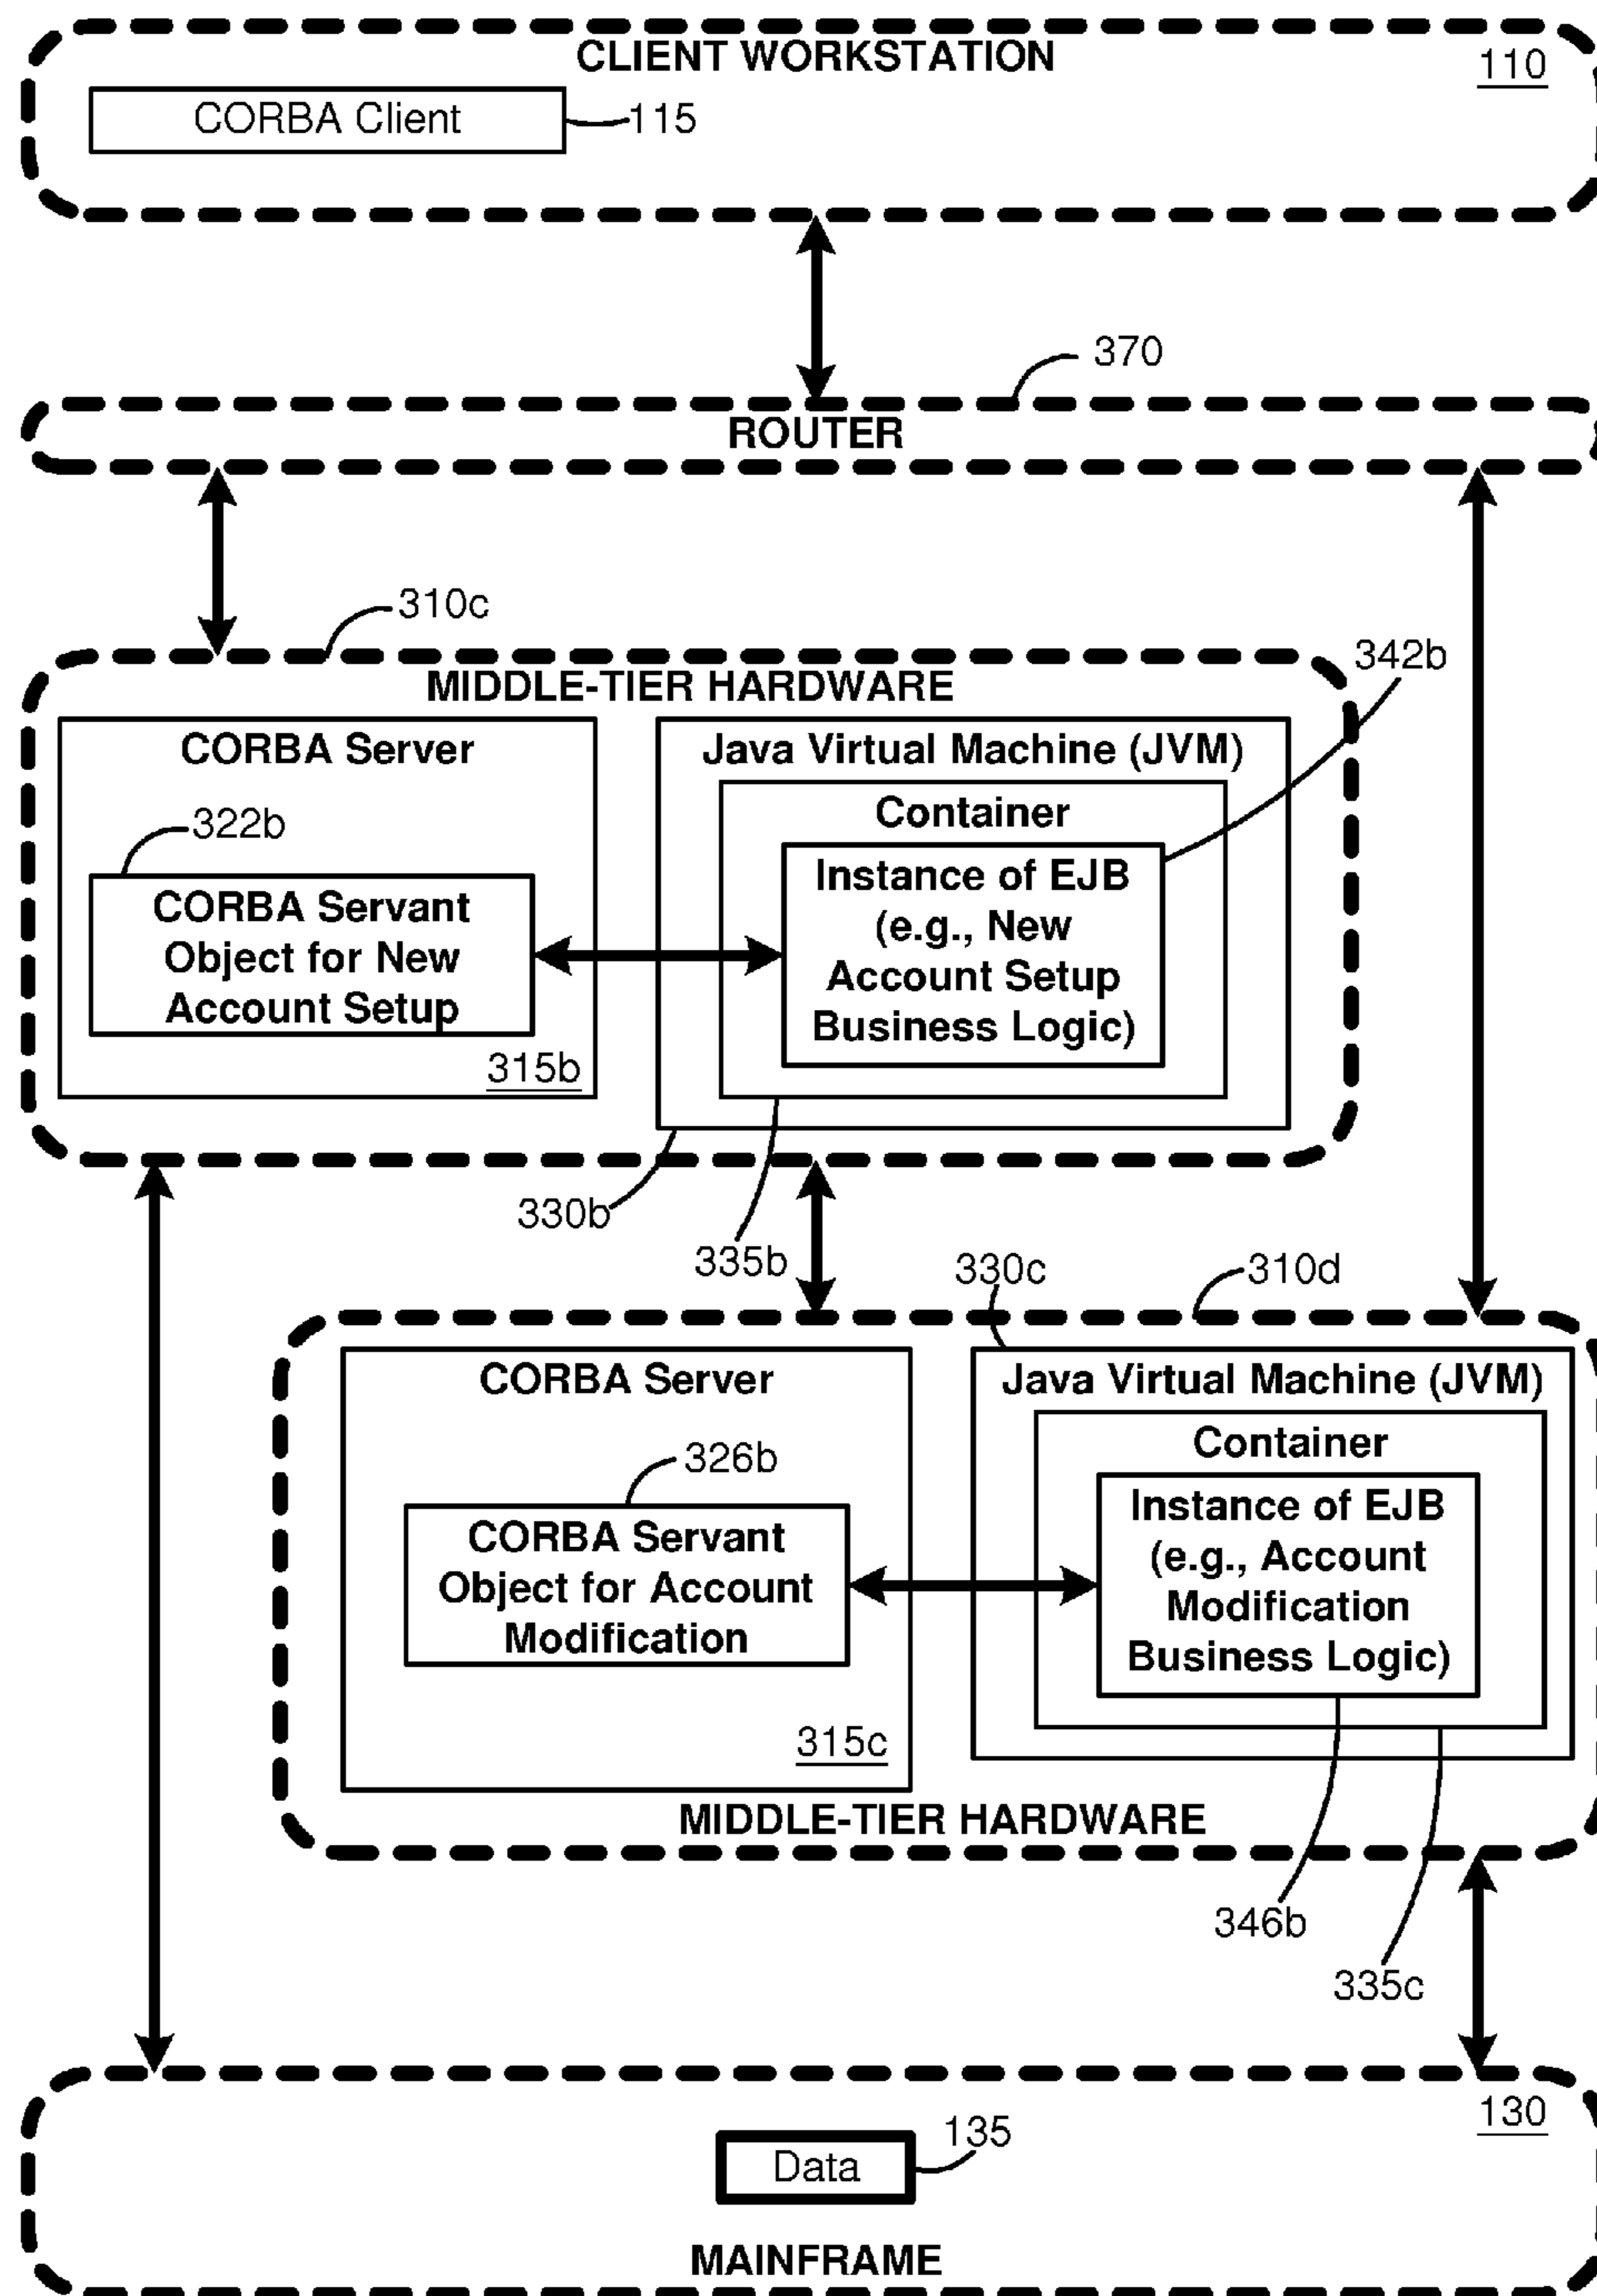 CLIENT WORKSTATION
110
CORBA Client
115
370
ROUTER
310c
342b
MIDDLE-TIER HARDWARE
CORBA Server
Java Virtual Machine (JVM)
Container
322b
Instance of EJB
(e.g., New
Account Setup
Business Logic)
CORBA Servant
Object for New
Account Setup
315b
330b
335b
330c
310d
CORBA Server
Java Virtual Machine (JVM)
Container
326b
Instance of EJB
(e.g., Account
Modification
Business Logic)
CORBA Servant
Object for Account
Modification
315c
MIDDLE-TIER HARDWARE
346b
335c
130
135
Data
MAINFRAME